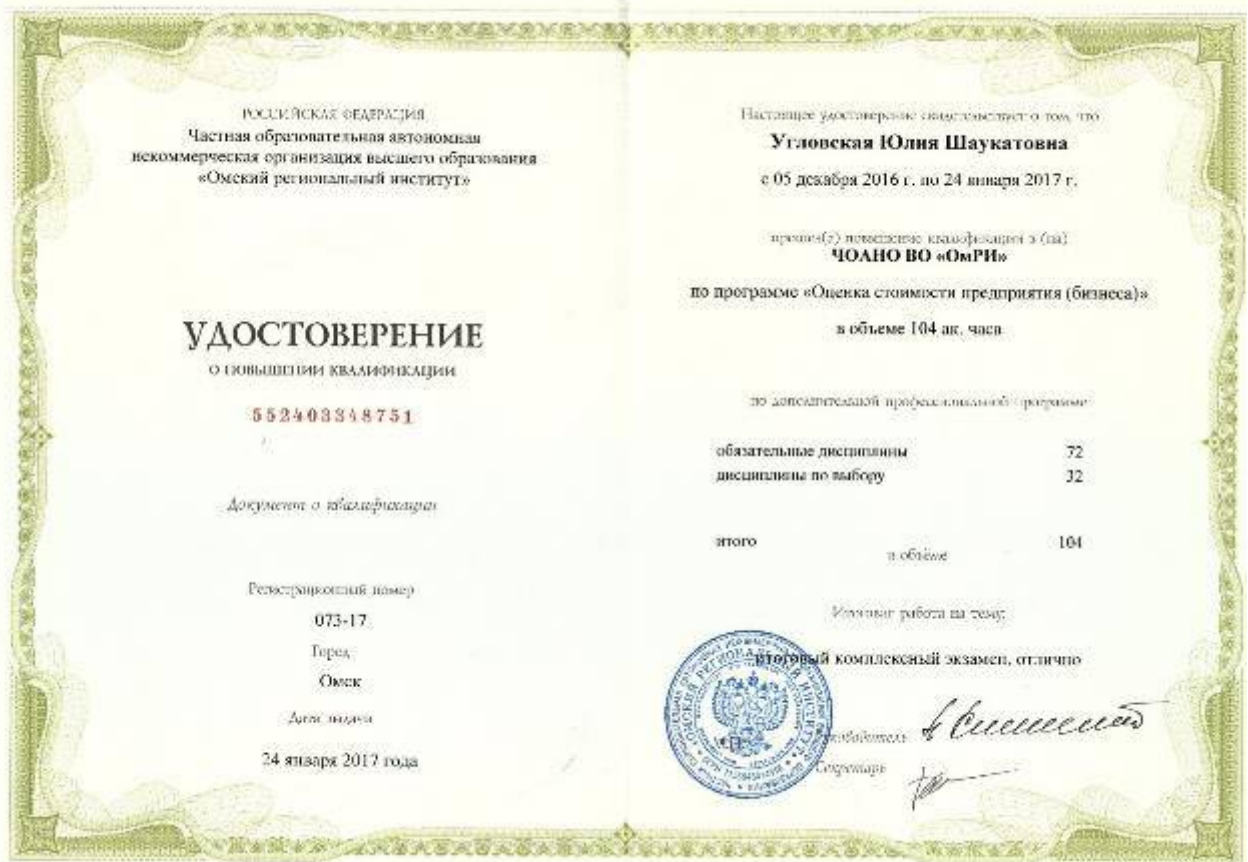 РОССИЙСКАЯ ФЕДЕРАЦИЯ
Частная образовательная автономная
некоммерческая организация высшего образования
«Омский региональный институт»
УДОСТОВЕРЕНИЕ
О ПОВЫШЕНИИ КВАЛИФИКАЦИИ
552403348751
Документ о квалификации
Регистрационный номер
073-17
Город
Омск
Дата выдачи
24 января 2017 года
Настоящее удостоверение свидетельствует о том, что
Угловская Юлия Шаукатовна
с 05 декабря 2016 г. по 24 января 2017 г.
прошел(а) повышение квалификации в (на)
ЧОАНО ВО «ОмРИ»
по программе «Оценка стоимости предприятия (бизнеса)»
в объеме 104 ак. часа
по дополнительной профессиональной программе
обязательные дисциплины 72
дисциплины по выбору 32
итого 104
в объёме
Итоговая работа на тему:
итоговый комплексный экзамен, отлично
ОМСКИЙ РЕГИОНАЛЬНЫЙ ИНСТИТУТ
М.П.
Руководитель
Секретарь